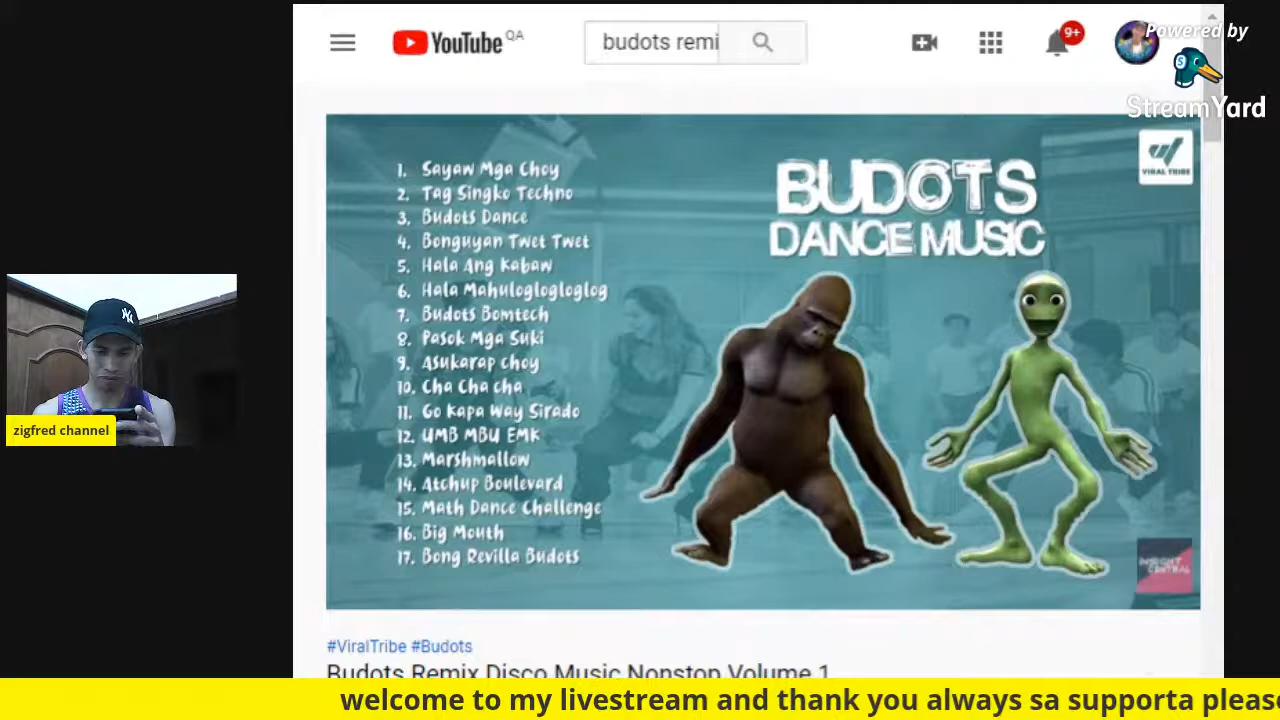 YouTube QA
budots remi
9+
Powered by
StreamYard
1. Sayaw Mga Choy
2. Tag Singko Techno
3. Budots Dance
4. Bonguyan Twet Twet
5. Hala Ang Kabaw
6. Hala Mahulogloglogog
7. Budots Bomtech
8. Pasok Mga Suki
9. Asukarap Choy
10. Cha Cha cha
11. Go Kapa Way Sirado
12. UMB MBU EMK
13. Marshmallow
14. Atchup Boulevard
15. Math Dance Challenge
16. Big Mouth
17. Bong Revilla Budots
BUDOTS
DANCE MUSIC
VIRAL TRIBE
INSIGHT
CENTRAL
NY
zigfred channel
#ViralTribe #Budots
Budots Remix Disco Music Nonstop Volume 1
welcome to my livestream and thank you always sa supporta please